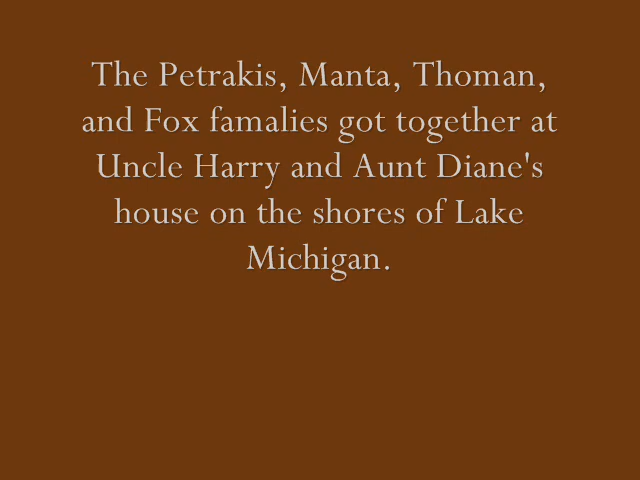 The Petrakis, Manta, Thoman,
and Fox famalies got together at
Uncle Harry and Aunt Diane's
house on the shores of Lake
Michigan.